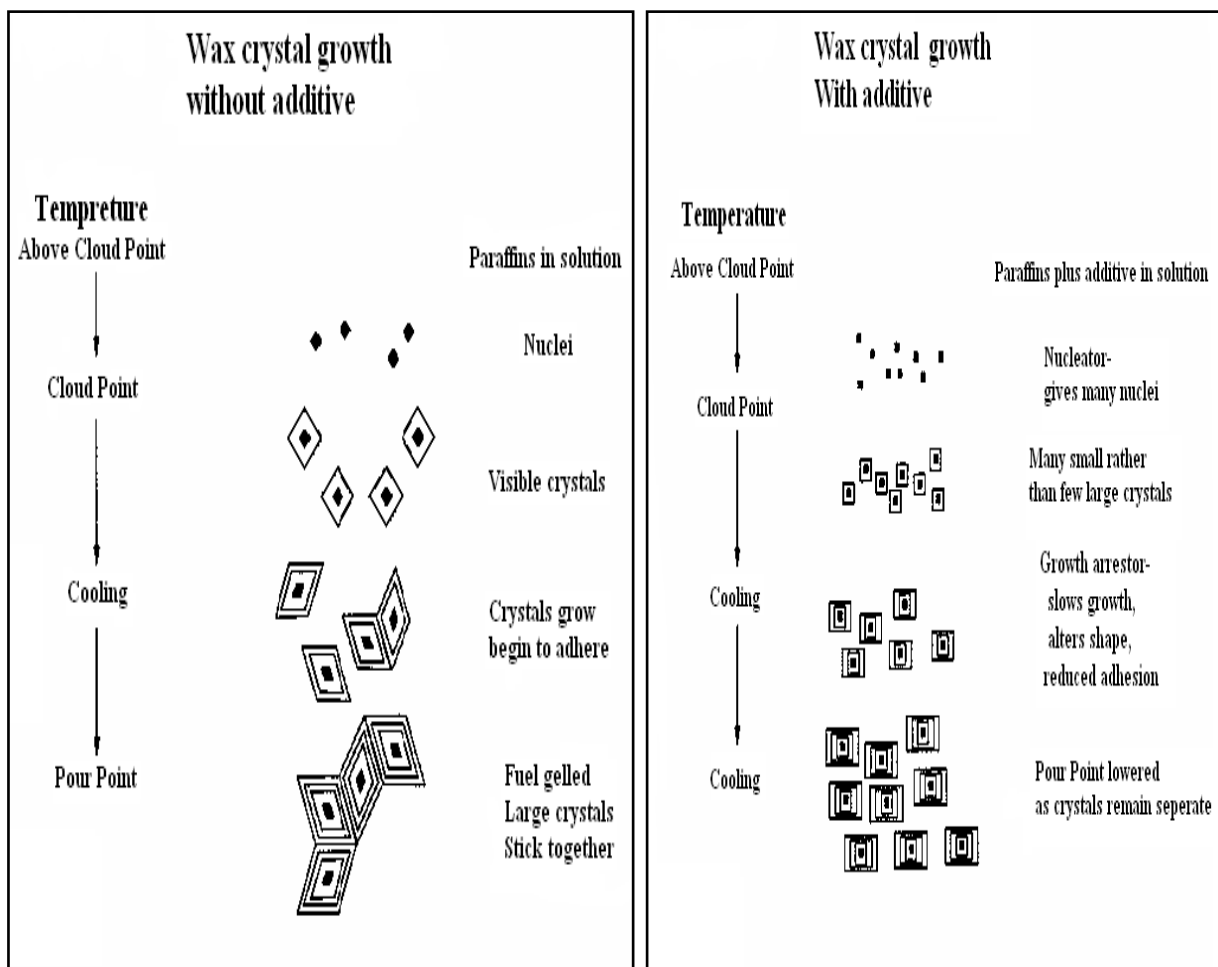 Wax crystal growth
without additive
Tempreture
Above Cloud Point
Paraffins in solution
Nuclei
Cloud Point
Visible crystals
Cooling
Crystals grow
begin to adhere
Pour Point
Fuel gelled
Large crystals
Stick together
Wax crystal growth
With additive
Temperature
Above Cloud Point
Paraffins plus additive in solution
Nucleator-
gives many nuclei
Cloud Point
Many small rather
than few large crystals
Cooling
Growth arrestor-
slows growth,
alters shape,
reduced adhesion
Cooling
Pour Point lowered
as crystals remain seperate